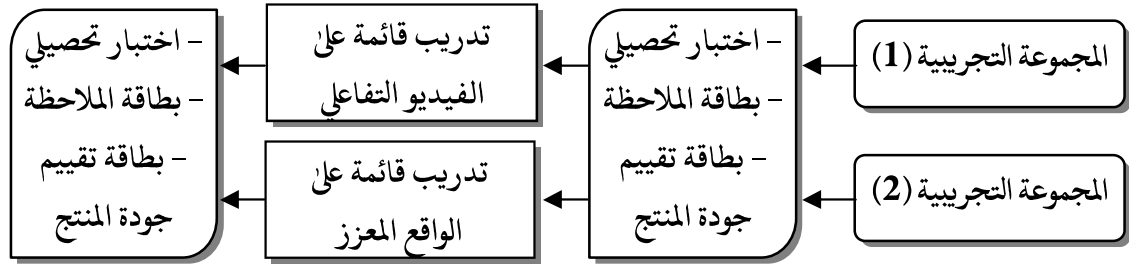 المجموعة التجريبية (1)
المجموعة التجريبية (2)
– اختبار تحصيلي
– بطاقة الملاحظة
– بطاقة تقييم
جودة المنتج
تدريب قائمة على
الفيديو التفاعلي
تدريب قائمة على
الواقع المعزز
– اختبار تحصيلي
– بطاقة الملاحظة
– بطاقة تقييم
جودة المنتج